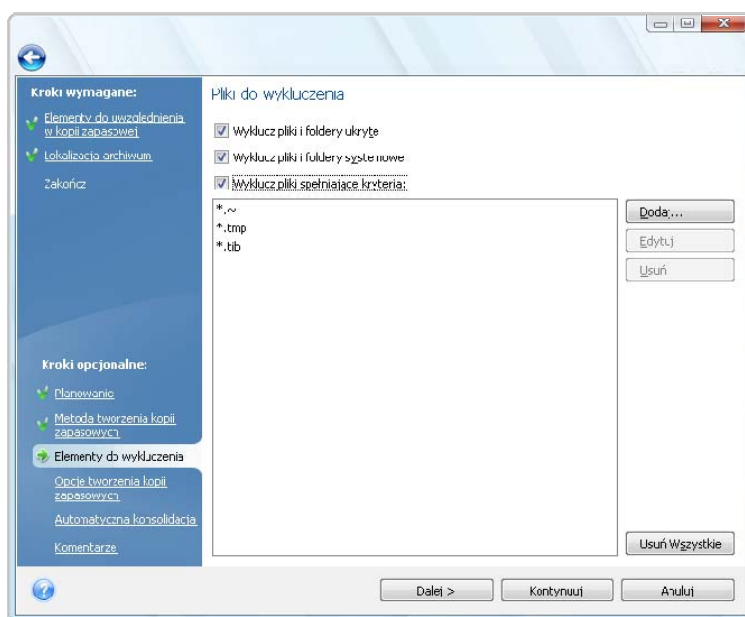 Kroki wymagane:
Elementy do uwzględnienia
w kopii zapasowej
Lokalizacja archiwum
Zakończ
Kroki opcjonalne:
Planowanie
Metoda tworzenia kopii
zapasowych
Elementy do wykluczenia
Opcje tworzenia kopii
zapasowych
Automatyczna konsolidacja
Komentarze
Pliki do wykluczenia
Wyklucz pliki i foldery ukryte
Wyklucz pliki i foldery systemowe
Wyklucz pliki spełniające kryteria:
*.~
*.tmp
*.tib
Dodaj...
Edytuj
Usuń
Usuń Wszystkie
Dalej >
Kontynuuj
Anuluj